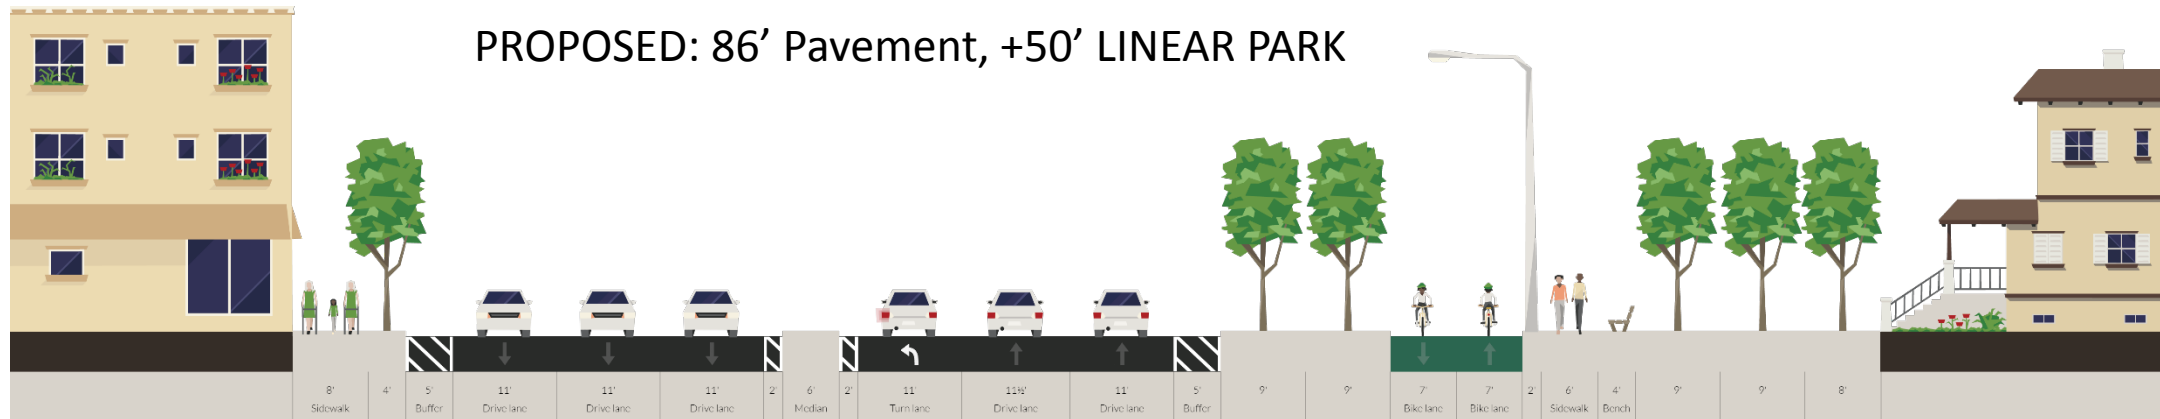 PROPOSED: 86’ Pavement, +50’ LINEAR PARK
8' 4' 5' 11' 11' 11' 2' 6' 2' 11' 11½' 11' 5' 9' 9' 7' 7' 2' 6' 4' 9' 9' 8'
Sidewalk Buffer Drive lane Drive lane Drive lane Median Turn lane Drive lane Drive lane Buffer Bike lane Bike lane Sidewalk Bench